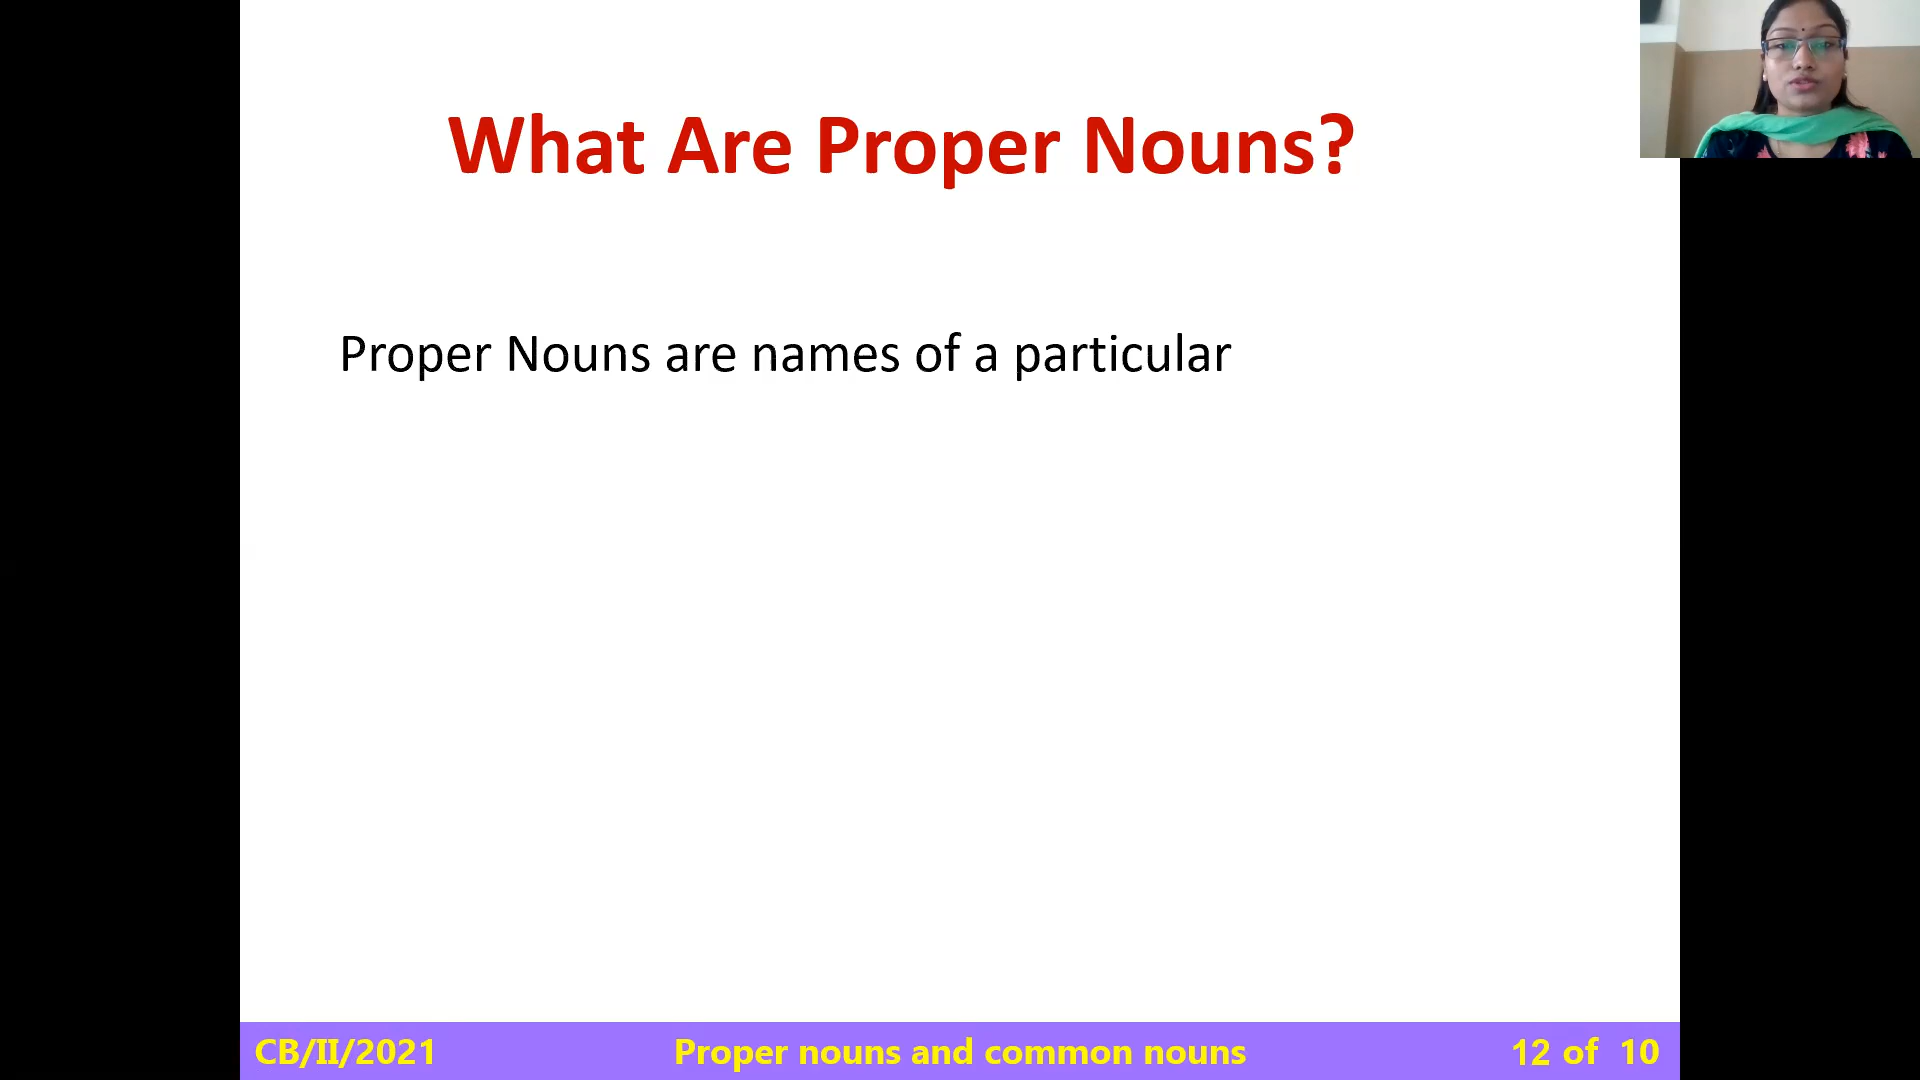 What Are Proper Nouns?
Proper Nouns are names of a particular
CB/II/2021
Proper nouns and common nouns
12 of 10